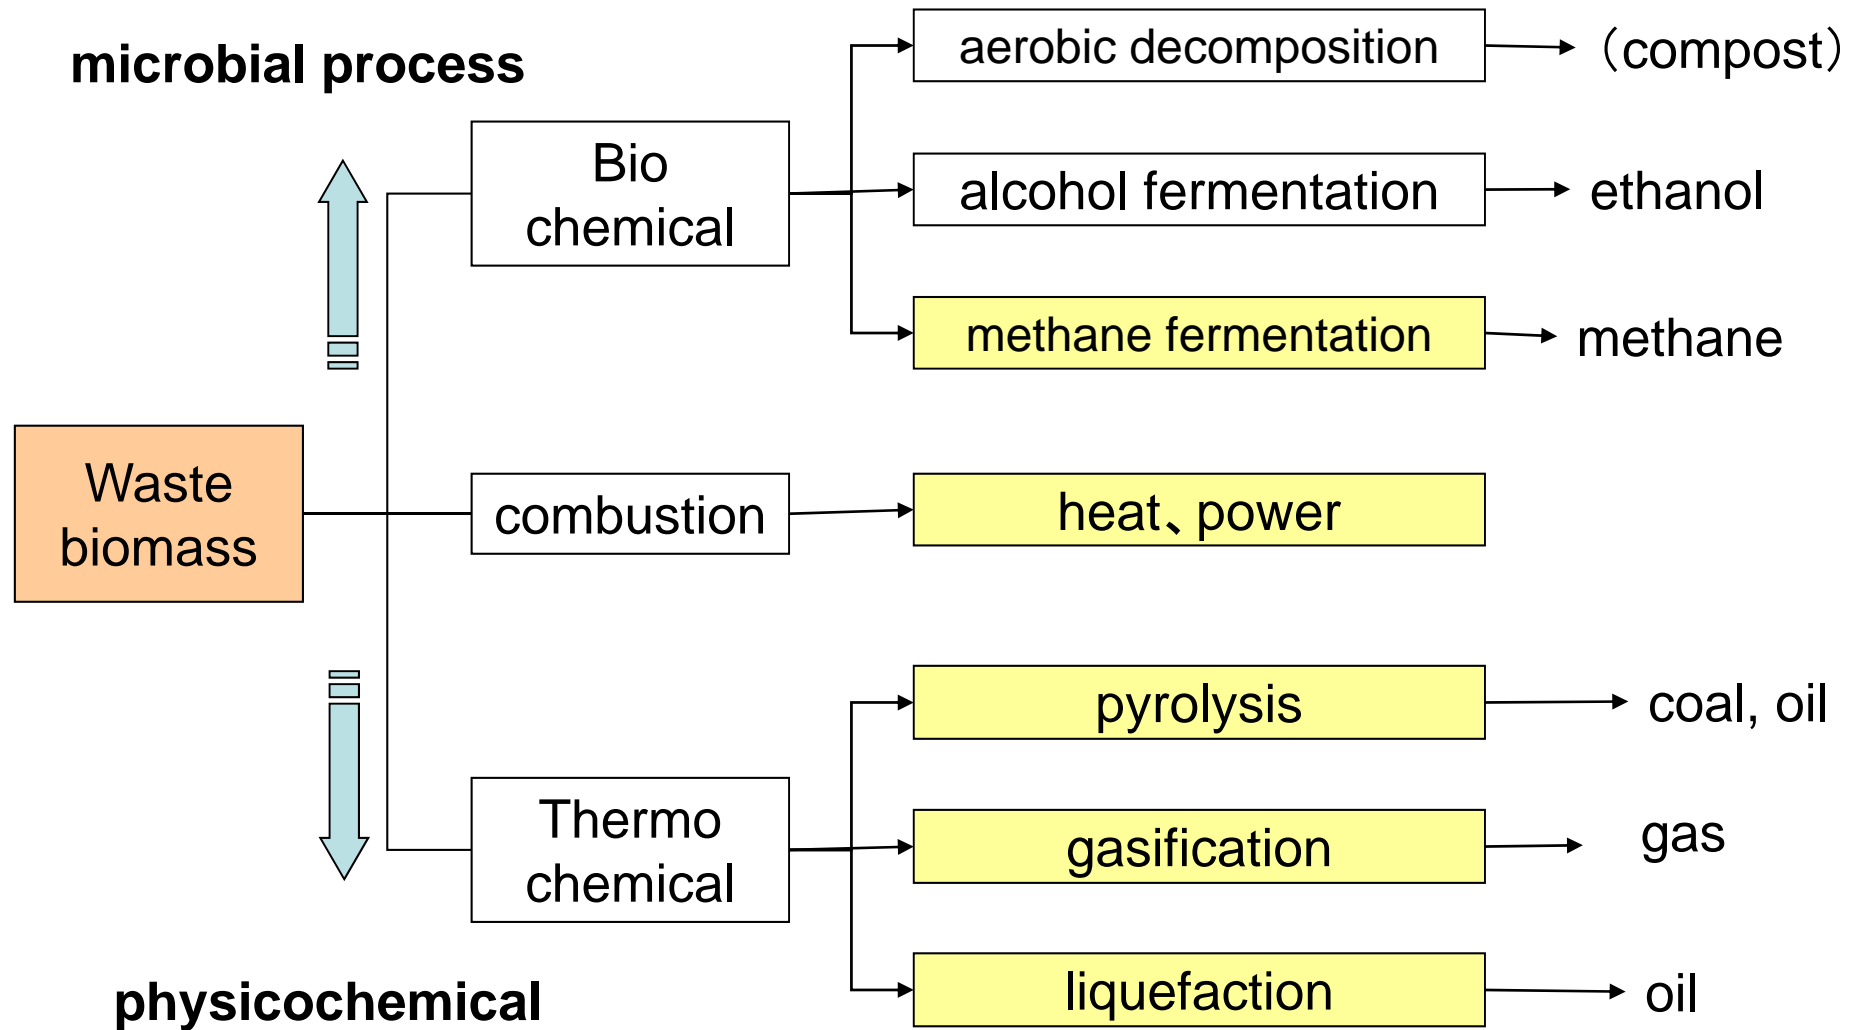 microbial process
aerobic decomposition
（compost）
Bio
chemical
alcohol fermentation
ethanol
methane fermentation
methane
Waste
biomass
combustion
heat、power
pyrolysis
coal, oil
Thermo
chemical
gasification
gas
liquefaction
oil
physicochemical